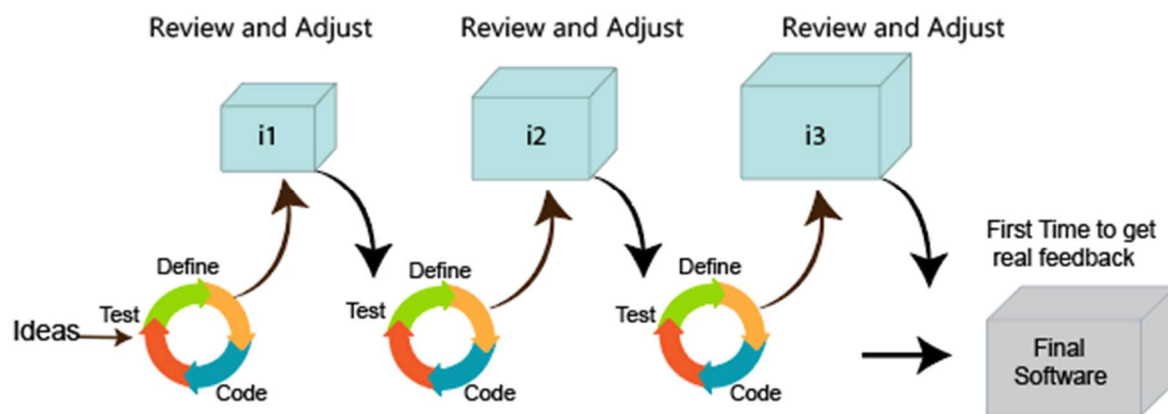 Review and Adjust
Review and Adjust
Review and Adjust
i1
i2
i3
First Time to get
real feedback
Define
Define
Define
Test
Test
Test
Ideas
Code
Code
Code
Final
Software